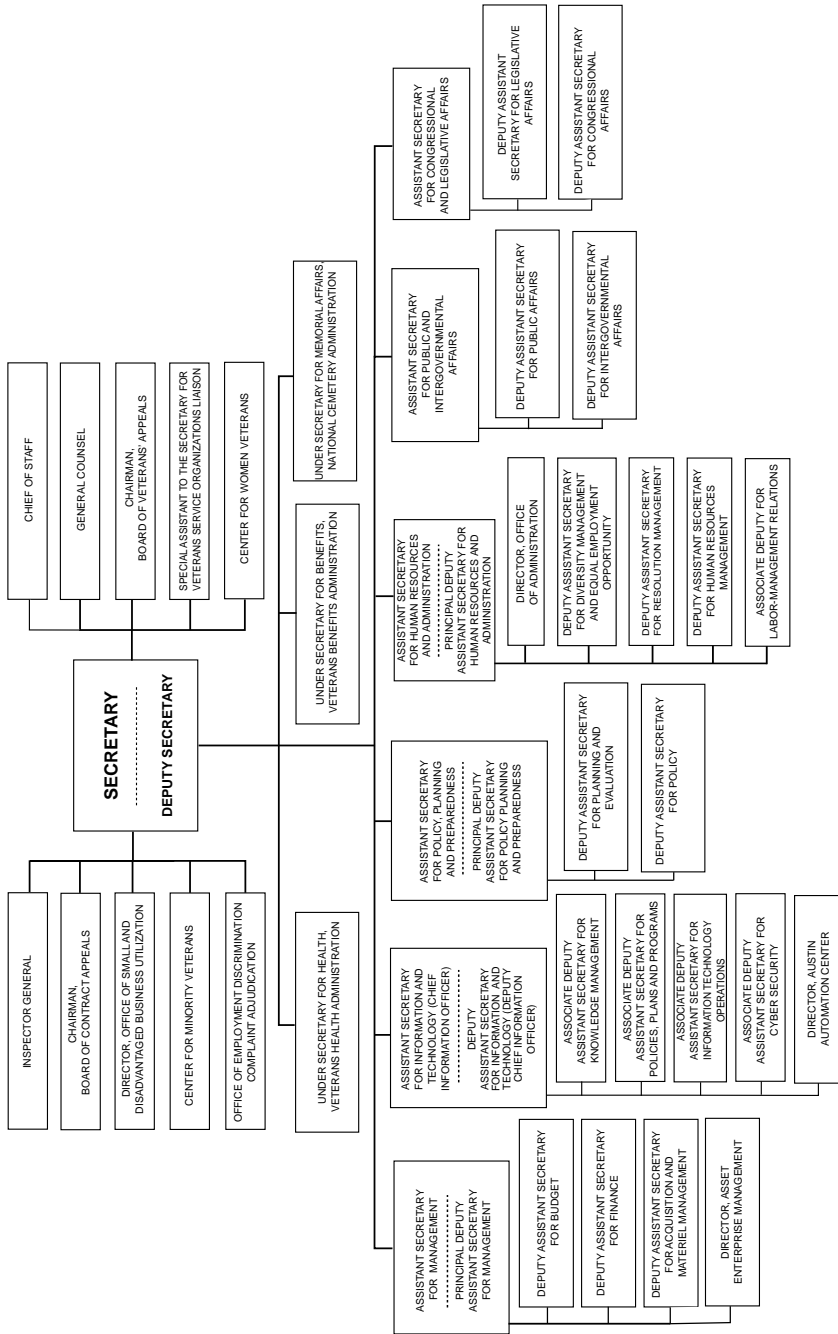 SECRETARY
DEPUTY SECRETARY
INSPECTOR GENERAL
CHAIRMAN,
BOARD OF CONTRACT APPEALS
DIRECTOR, OFFICE OF SMALL AND
DISADVANTAGED BUSINESS UTILIZATION
CENTER FOR MINORITY VETERANS
OFFICE OF EMPLOYMENT DISCRIMINATION
COMPLAINT ADJUDICATION
CHIEF OF STAFF
GENERAL COUNSEL
CHAIRMAN,
BOARD OF VETERANS' APPEALS
SPECIAL ASSISTANT TO THE SECRETARY FOR
VETERANS SERVICE ORGANIZATIONS LIAISON
CENTER FOR WOMEN VETERANS
UNDER SECRETARY FOR HEALTH,
VETERANS HEALTH ADMINISTRATION
UNDER SECRETARY FOR BENEFITS,
VETERANS BENEFITS ADMINISTRATION
UNDER SECRETARY FOR MEMORIAL AFFAIRS,
NATIONAL CEMETERY ADMINISTRATION
ASSISTANT SECRETARY
FOR MANAGEMENT
PRINCIPAL DEPUTY
ASSISTANT SECRETARY
FOR MANAGEMENT
DEPUTY ASSISTANT SECRETARY
FOR BUDGET
DEPUTY ASSISTANT SECRETARY
FOR FINANCE
DEPUTY ASSISTANT SECRETARY
FOR ACQUISITION AND
MATERIEL MANAGEMENT
DIRECTOR, ASSET
ENTERPRISE MANAGEMENT
ASSISTANT SECRETARY
FOR INFORMATION AND
TECHNOLOGY (CHIEF
INFORMATION OFFICER)
DEPUTY
ASSISTANT SECRETARY
FOR INFORMATION AND
TECHNOLOGY (DEPUTY
CHIEF INFORMATION
OFFICER)
ASSOCIATE DEPUTY
ASSISTANT SECRETARY FOR
KNOWLEDGE MANAGEMENT
ASSOCIATE DEPUTY
ASSISTANT SECRETARY FOR
POLICIES, PLANS AND PROGRAMS
ASSOCIATE DEPUTY
ASSISTANT SECRETARY FOR
INFORMATION TECHNOLOGY
OPERATIONS
ASSOCIATE DEPUTY
ASSISTANT SECRETARY FOR
CYBER SECURITY
DIRECTOR, AUSTIN
AUTOMATION CENTER
ASSISTANT SECRETARY
FOR POLICY, PLANNING
AND PREPAREDNESS
PRINCIPAL DEPUTY
ASSISTANT SECRETARY
FOR POLICY PLANNING
AND PREPAREDNESS
DEPUTY ASSISTANT SECRETARY
FOR PLANNING AND
EVALUATION
DEPUTY ASSISTANT SECRETARY
FOR POLICY
ASSISTANT SECRETARY
FOR HUMAN RESOURCES
AND ADMINISTRATION
PRINCIPAL DEPUTY
ASSISTANT SECRETARY FOR
HUMAN RESOURCES AND
ADMINISTRATION
DIRECTOR, OFFICE
OF ADMINISTRATION
DEPUTY ASSISTANT SECRETARY
FOR DIVERSITY MANAGEMENT
AND EQUAL EMPLOYMENT
OPPORTUNITY
DEPUTY ASSISTANT SECRETARY
FOR RESOLUTION MANAGEMENT
DEPUTY ASSISTANT SECRETARY
FOR HUMAN RESOURCES
MANAGEMENT
ASSOCIATE DEPUTY FOR
LABOR-MANAGEMENT RELATIONS
ASSISTANT SECRETARY
FOR PUBLIC AND
INTERGOVERNMENTAL
AFFAIRS
DEPUTY ASSISTANT SECRETARY
FOR PUBLIC AFFAIRS
DEPUTY ASSISTANT SECRETARY
FOR INTERGOVERNMENTAL
AFFAIRS
ASSISTANT SECRETARY
FOR CONGRESSIONAL
AND LEGISLATIVE AFFAIRS
DEPUTY ASSISTANT
SECRETARY FOR LEGISLATIVE
AFFAIRS
DEPUTY ASSISTANT SECRETARY
FOR CONGRESSIONAL
AFFAIRS